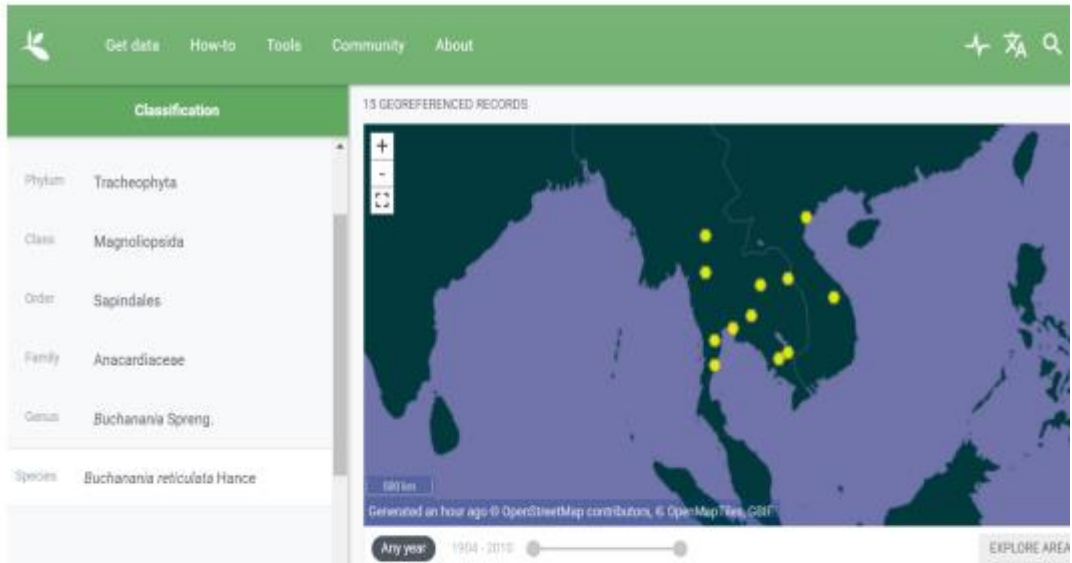 Get data How-to Tools Community About
Classification
15 GEOREFERENCED RECORDS
+
-
Phylum Tracheophyta
Class Magnoliopsida
Order Sapindales
Family Anacardiaceae
Genus Buchanania Spreng.
Species Buchanania reticulata Hance
Generated an hour ago © OpenStreetMap contributors, © OpenMapTiles, GBIF
Any year 1904 - 2010
EXPLORE AREA